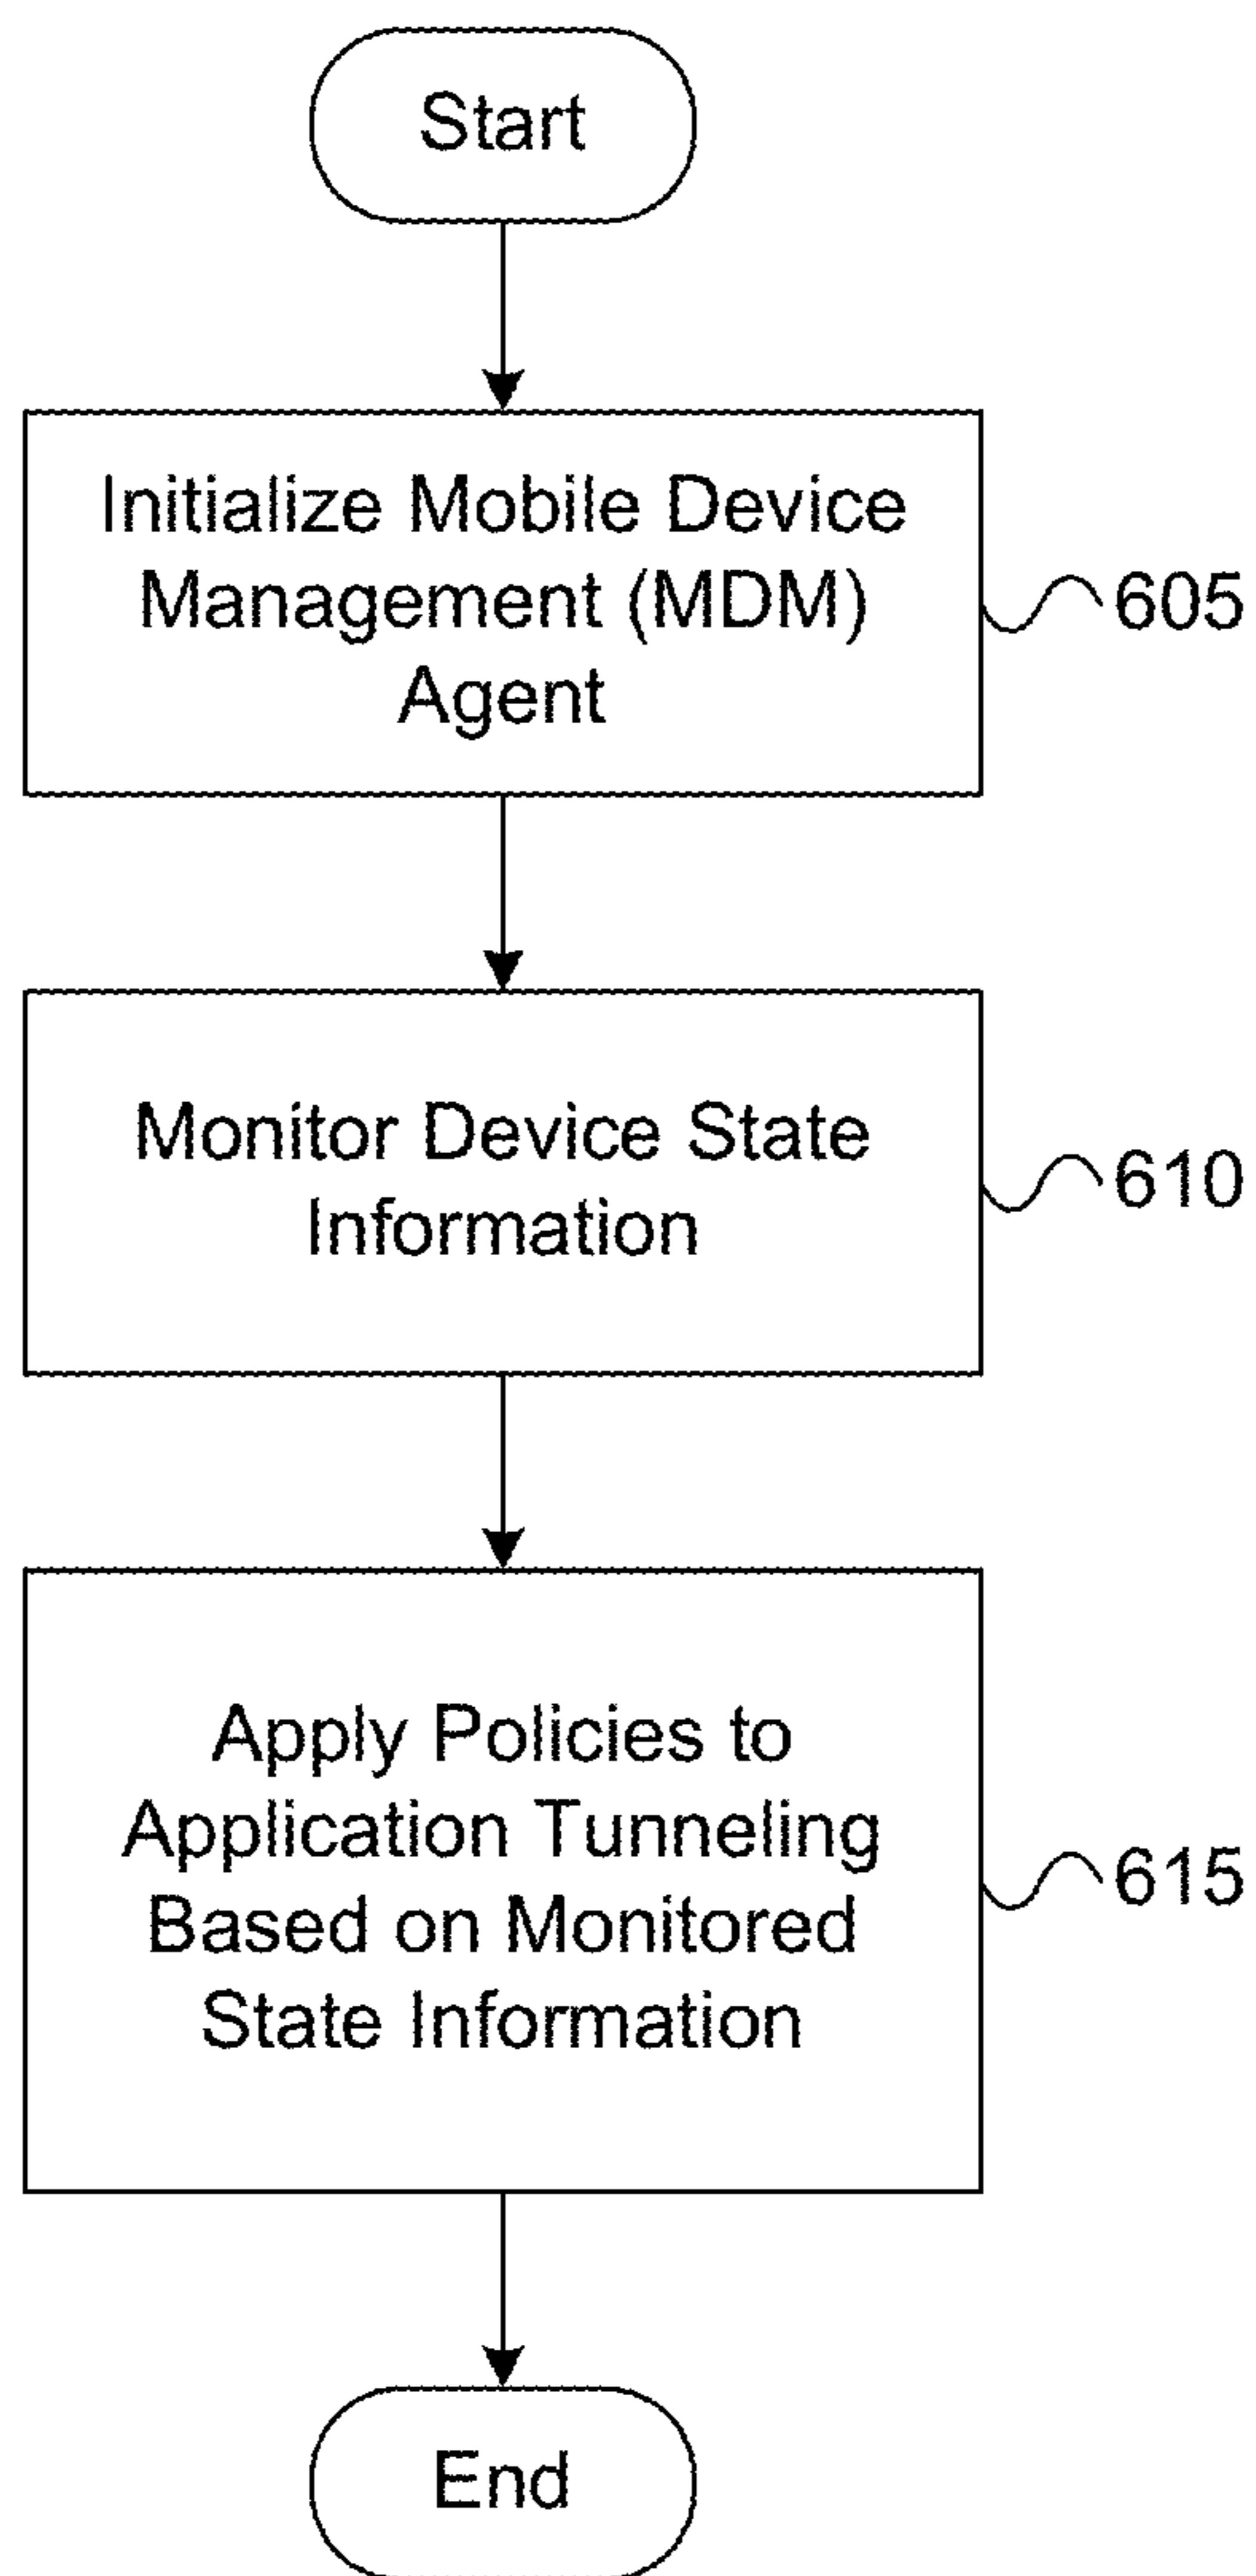 Start
Initialize Mobile Device
Management (MDM)
Agent
605
Monitor Device State
Information
610
Apply Policies to
Application Tunneling
Based on Monitored
State Information
615
End